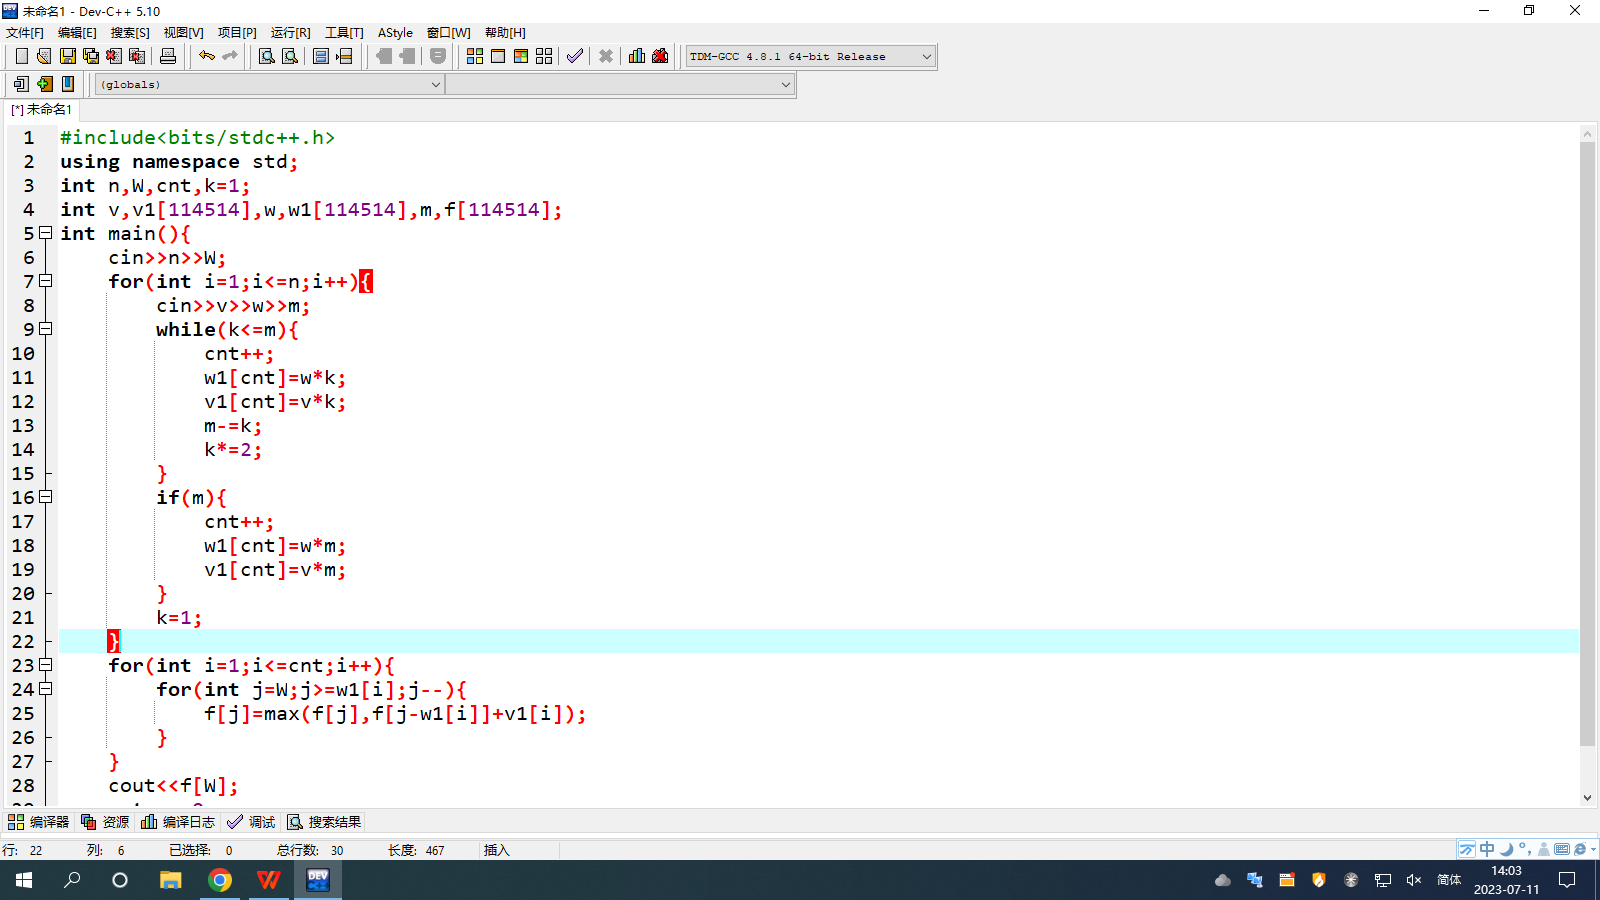 未命名1 - Dev-C++ 5.10
文件[F] 编辑[E] 搜索[S] 视图[V] 项目[P] 运行[R] 工具[T] AStyle 窗口[W] 帮助[H]
TDM-GCC 4.8.1 64-bit Release
(globals)
[*] 未命名1
1 #include<bits/stdc++.h>
2 using namespace std;
3 int n,W,cnt,k=1;
4 int v,v1[114514],w,w1[114514],m,f[114514];
5 int main(){
6 cin>>n>>W;
7 for(int i=1;i<=n;i++){
8 cin>>v>>w>>m;
9 while(k<=m){
10 cnt++;
11 w1[cnt]=w*k;
12 v1[cnt]=v*k;
13 m-=k;
14 k*=2;
15 }
16 if(m){
17 cnt++;
18 w1[cnt]=w*m;
19 v1[cnt]=v*m;
20 }
21 k=1;
22 }
23 for(int i=1;i<=cnt;i++){
24 for(int j=W;j>=w1[i];j--){
25 f[j]=max(f[j],f[j-w1[i]]+v1[i]);
26 }
27 }
28 cout<<f[W];
编译器 资源 编译日志 调试 搜索结果
行: 22 列: 6 已选择: 0 总行数: 30 长度: 467 插入
中
DEV
简体
14:03
2023-07-11